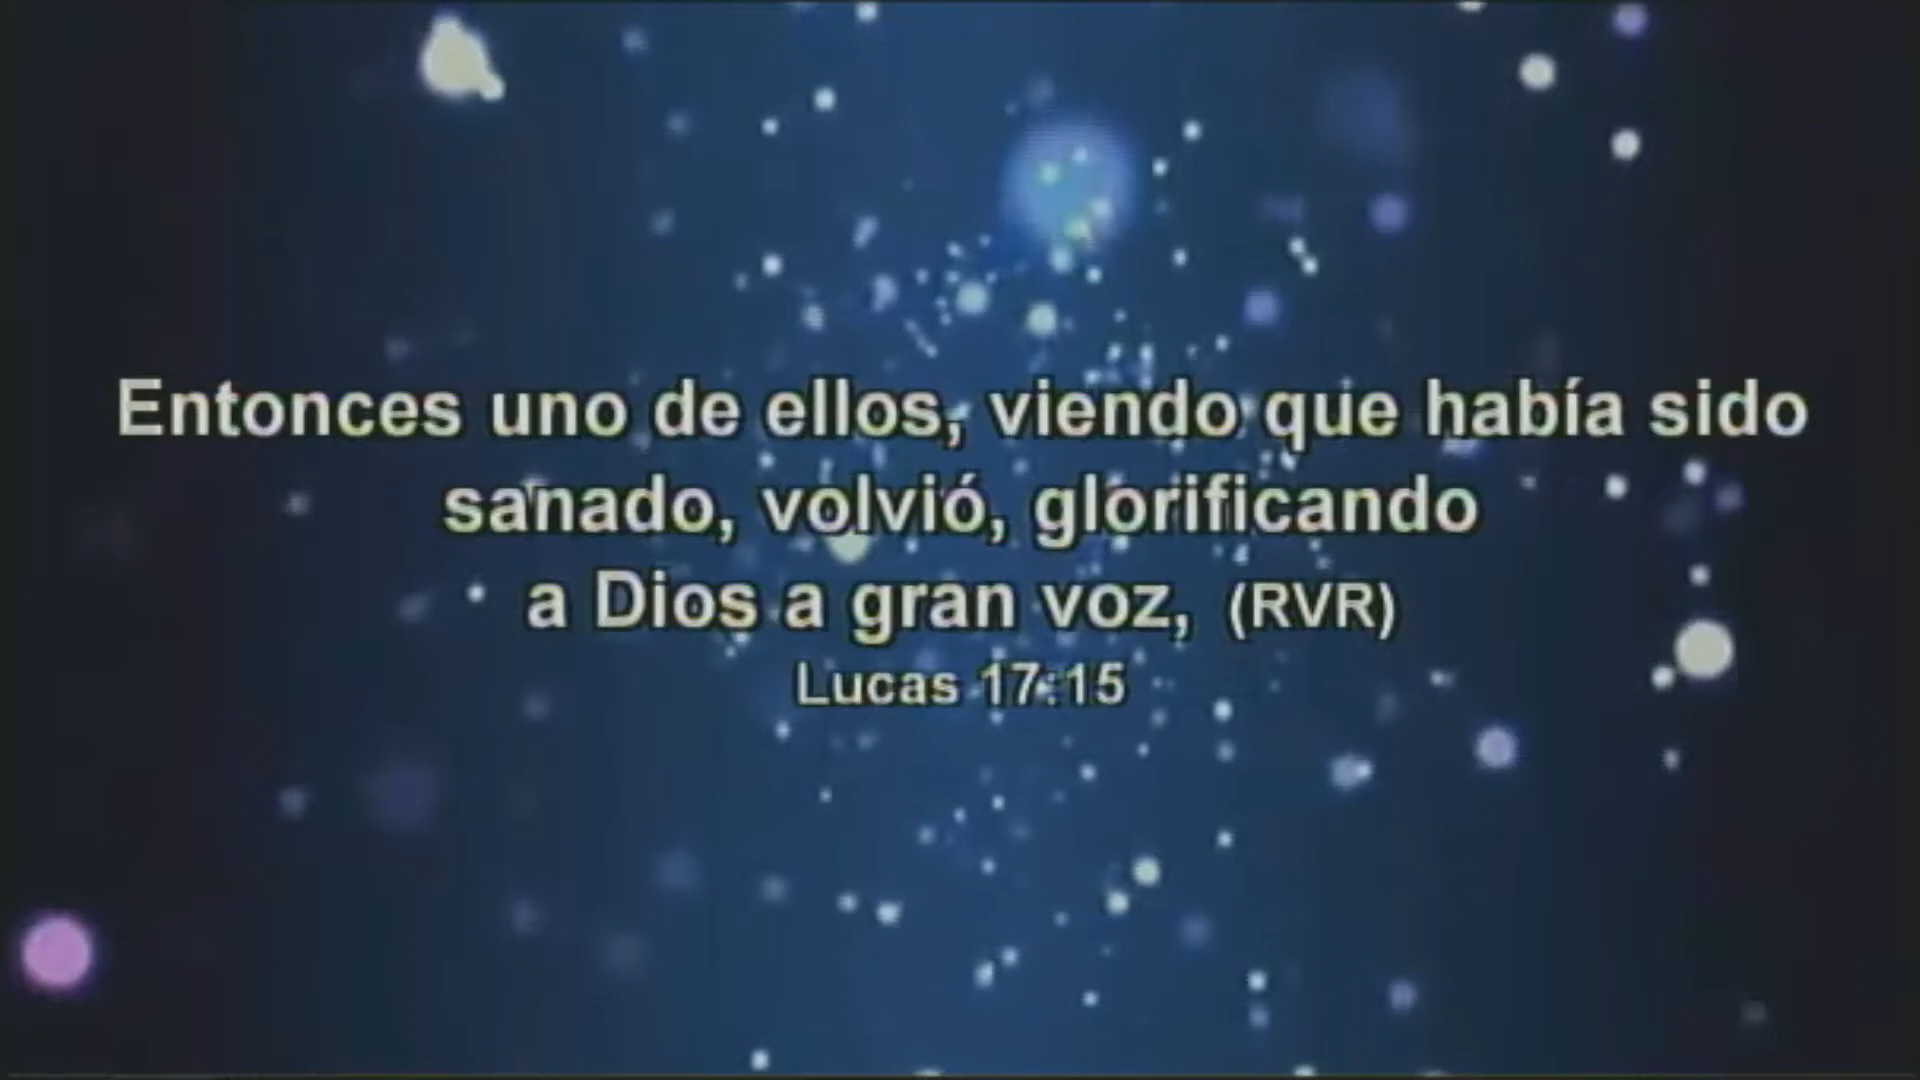 Entonces uno de ellos, viendo que había sido
sanado, volvió, glorificando
a Dios a gran voz, (RVR)
Lucas 17:15